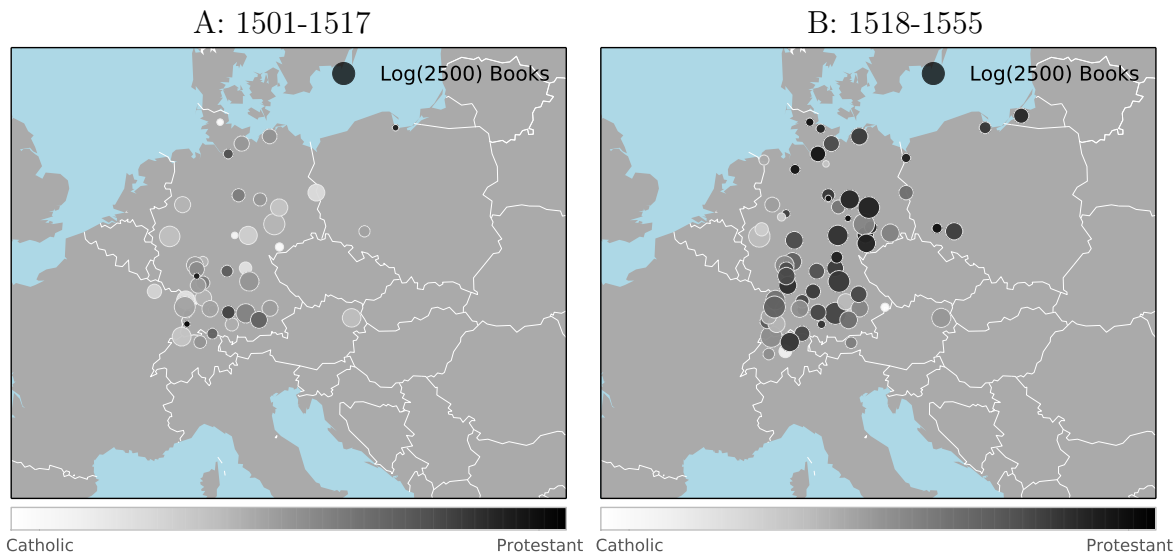 A: 1501-1517
Log(2500) Books
Catholic
Protestant
B: 1518-1555
Log(2500) Books
Catholic
Protestant